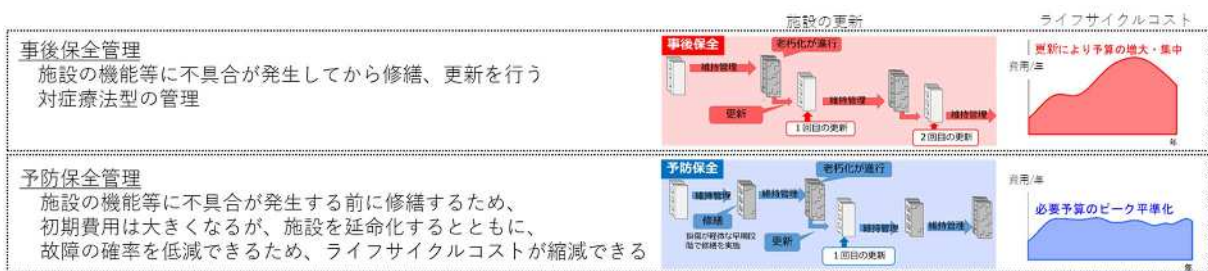 施設の更新
ライフサイクルコスト
事後保全管理
施設の機能等に不具合が発生してから修繕、更新を行う
対症療法型の管理
事後保全
老朽化が進行
維持管理
更新
1回目の更新
維持管理
2回目の更新
維持管理
更新により予算の増大・集中
費用/年
年
予防保全管理
施設の機能等に不具合が発生する前に修繕するため、
初期費用は大きくなるが、施設を延命化するとともに、
故障の確率を低減できるため、ライフサイクルコストが縮減できる
予防保全
老朽化が進行
維持管理
維持管理
修繕
損傷が軽微な早期段
階で修繕を実施
更新
1回目の更新
維持管理
維持管理
費用/年
必要予算のピーク平準化
年